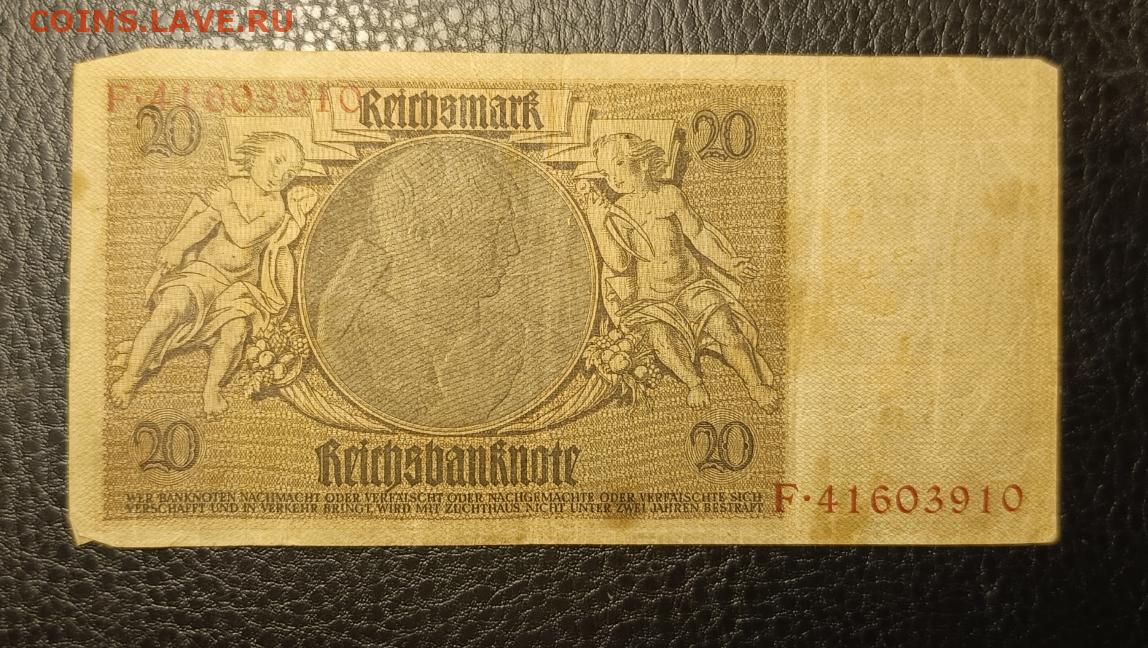 COINS.LAVE.RU
F·41603910
Reichsmark
20
20
20
20
Reichsbanknote
WER BANKNOTEN NACHMACHT ODER VERFÄLSCHT ODER NACHGEMACHTE ODER VERFÄLSCHTE SICH
VERSCHAFFT UND IN VERKEHR BRINGT, WIRD MIT ZUCHTHAUS NICHT UNTER ZWEI JAHREN BESTRAFT
F·41603910